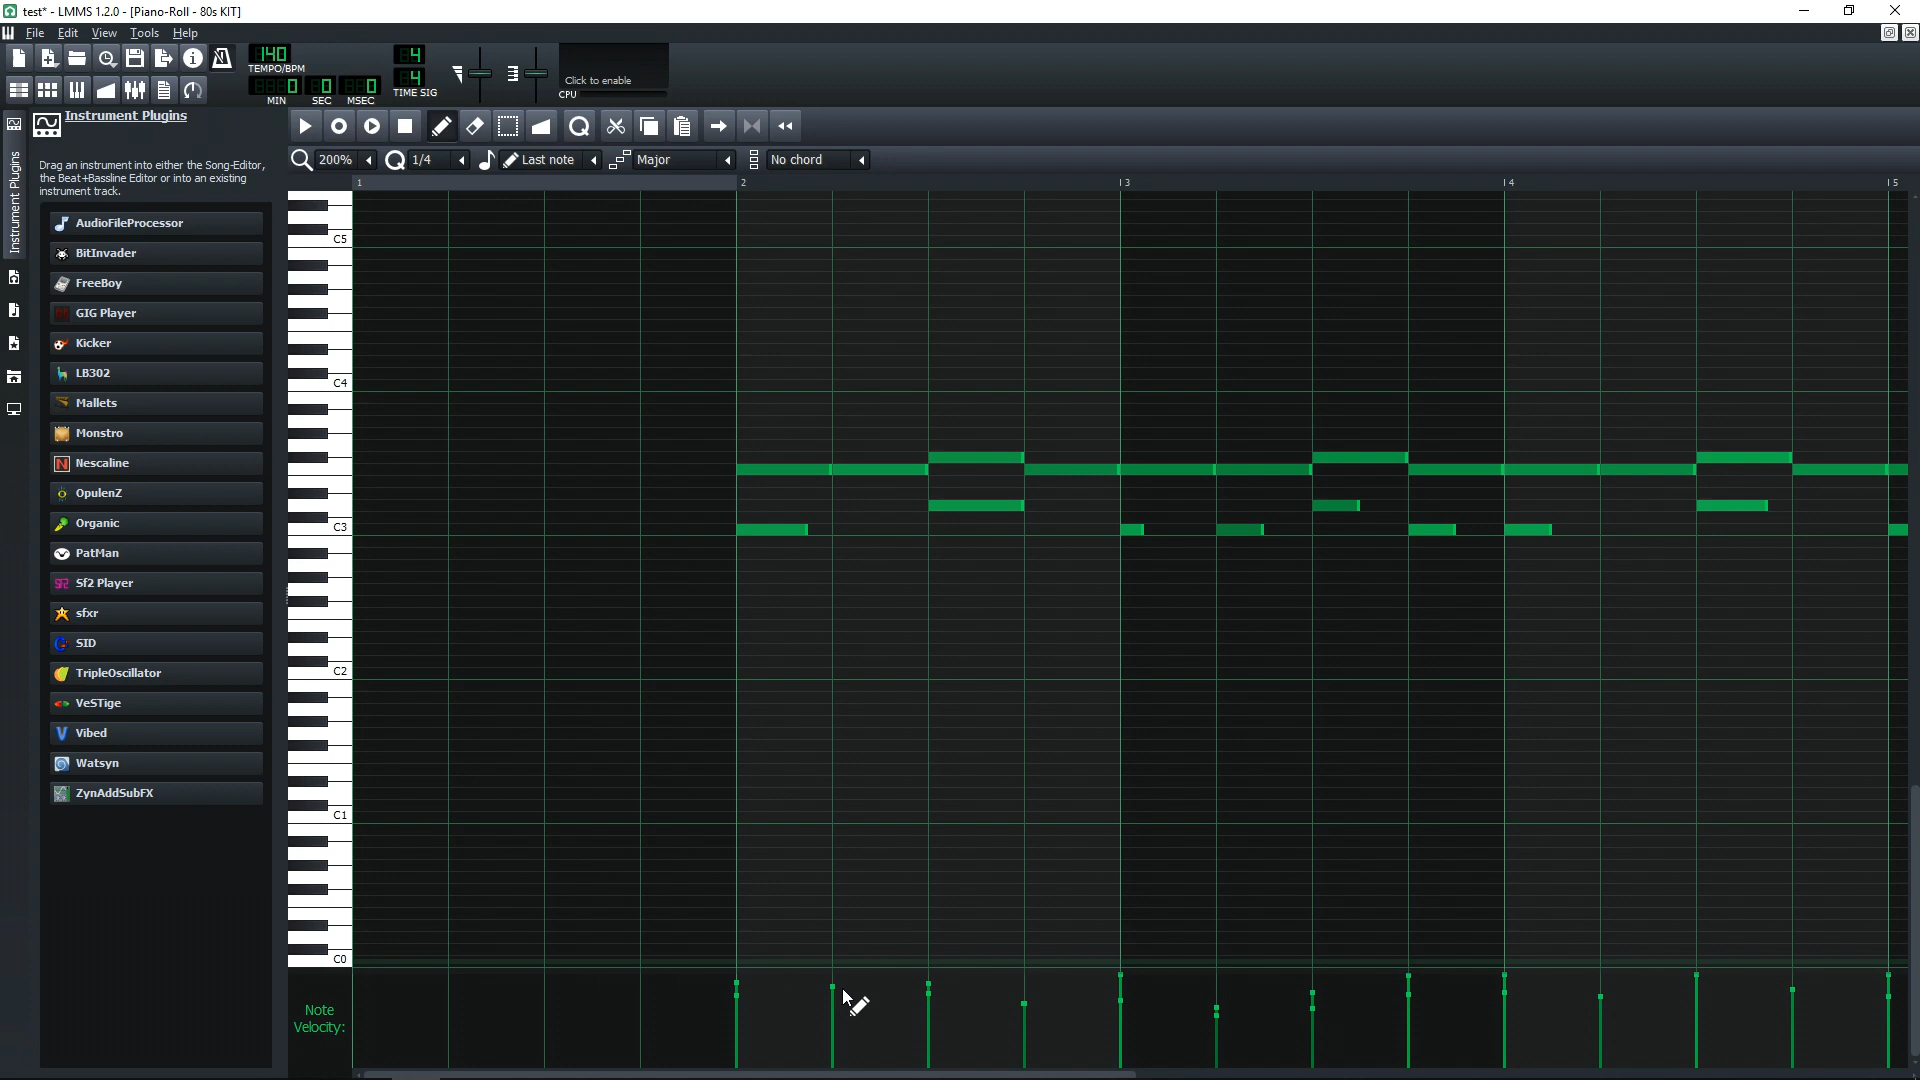 test* - LMMS 1.2.0 - [Piano-Roll - 80s KIT]
File Edit View Tools Help
140
TEMPO/BPM
0 0 0
MIN SEC MSEC
4
4
TIME SIG
Click to enable
CPU
Instrument Plugins
Instrument Plugins
Drag an instrument into either the Song-Editor,
the Beat+Bassline Editor or into an existing
instrument track.
AudioFileProcessor
BitInvader
FreeBoy
GIG Player
Kicker
LB302
Mallets
Monstro
Nescaline
OpulenZ
Organic
PatMan
Sf2 Player
sfxr
SID
TripleOscillator
VeSTige
Vibed
Watsyn
ZynAddSubFX
200% 1/4 Last note Major No chord
1 2 3 4 5
C5
C4
C3
C2
C1
C0
Note
Velocity: